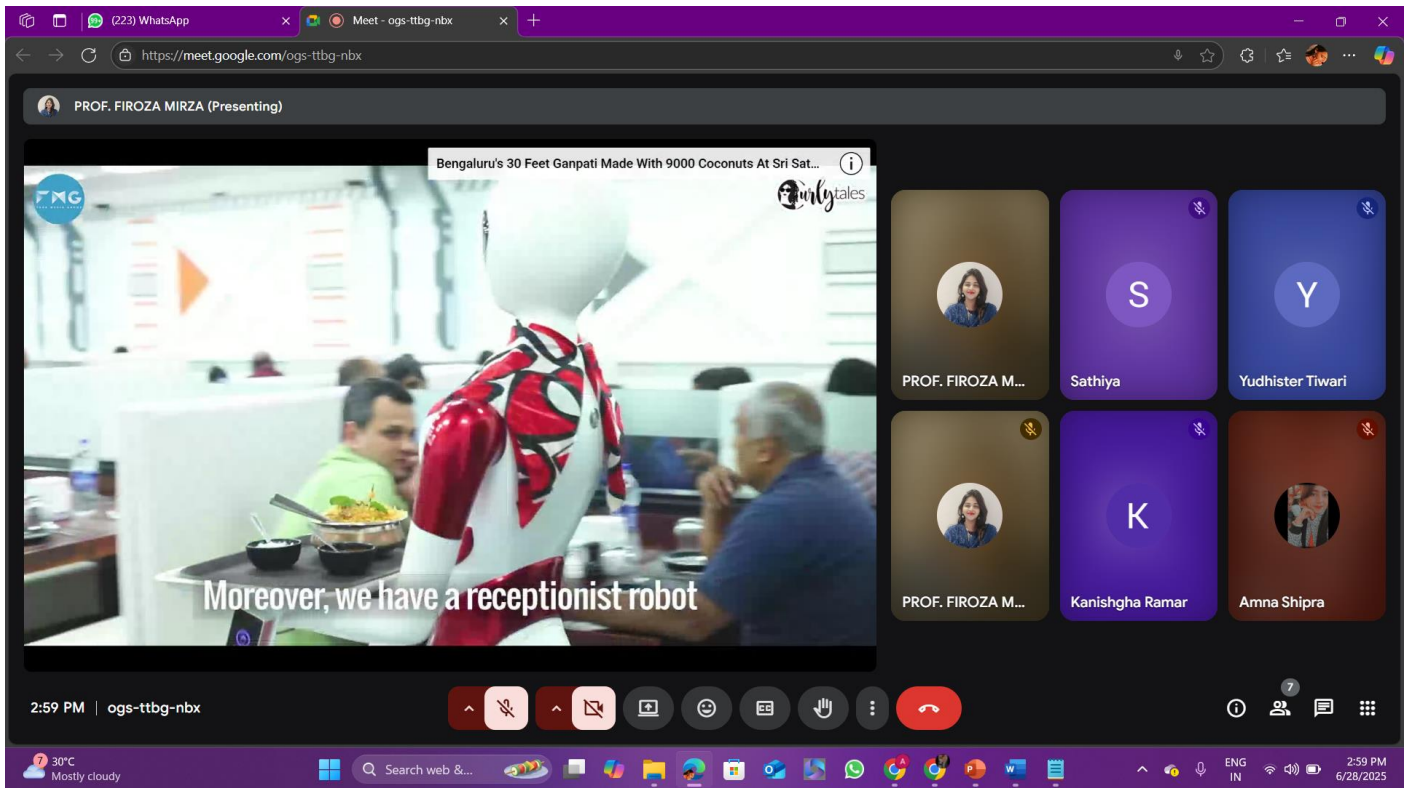 (223) WhatsApp
Meet - ogs-ttbg-nbx
https://meet.google.com/ogs-ttbg-nbx
PROF. FIROZA MIRZA (Presenting)
Bengaluru's 30 Feet Ganpati Made With 9000 Coconuts At Sri Sat...
FMG
Curlytales
Moreover, we have a receptionist robot
PROF. FIROZA M...
S
Sathiya
Y
Yudhister Tiwari
PROF. FIROZA M...
K
Kanishgha Ramar
Amna Shipra
2:59 PM | ogs-ttbg-nbx
CC
7
7
30°C
Mostly cloudy
Search web &...
ENG
IN
2:59 PM
6/28/2025